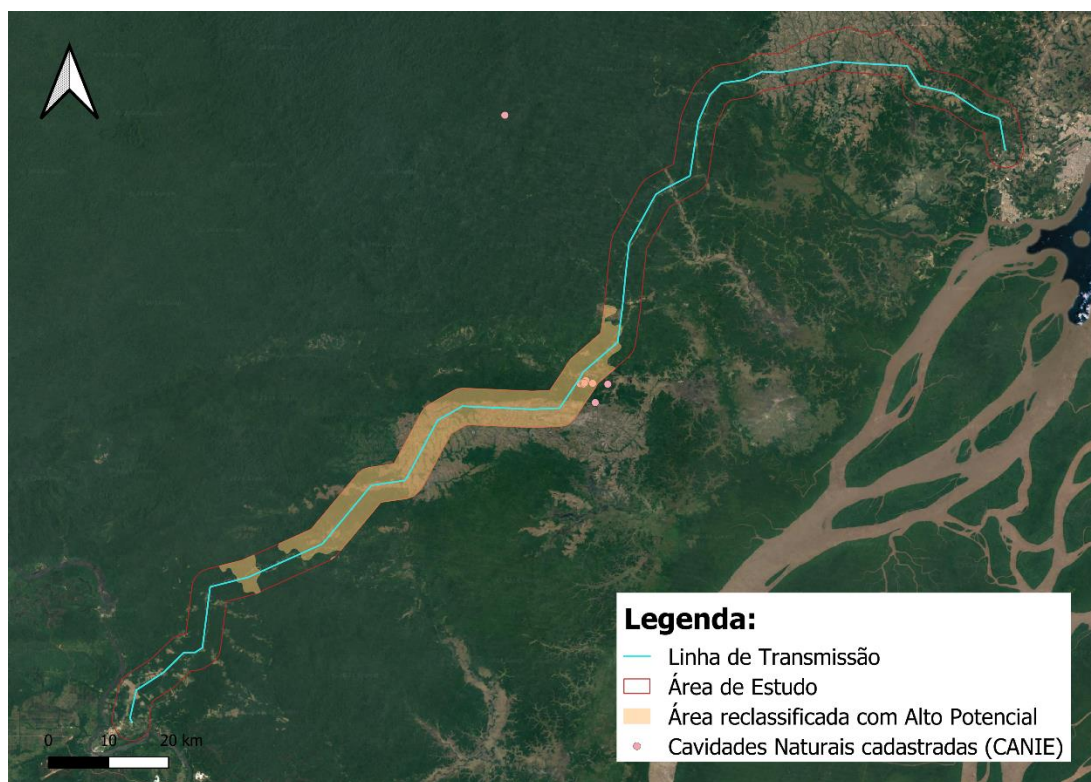 Legenda:
Linha de Transmissão
Área de Estudo
Área reclassificada com Alto Potencial
Cavidades Naturais cadastradas (CANIE)
0 10 20 km